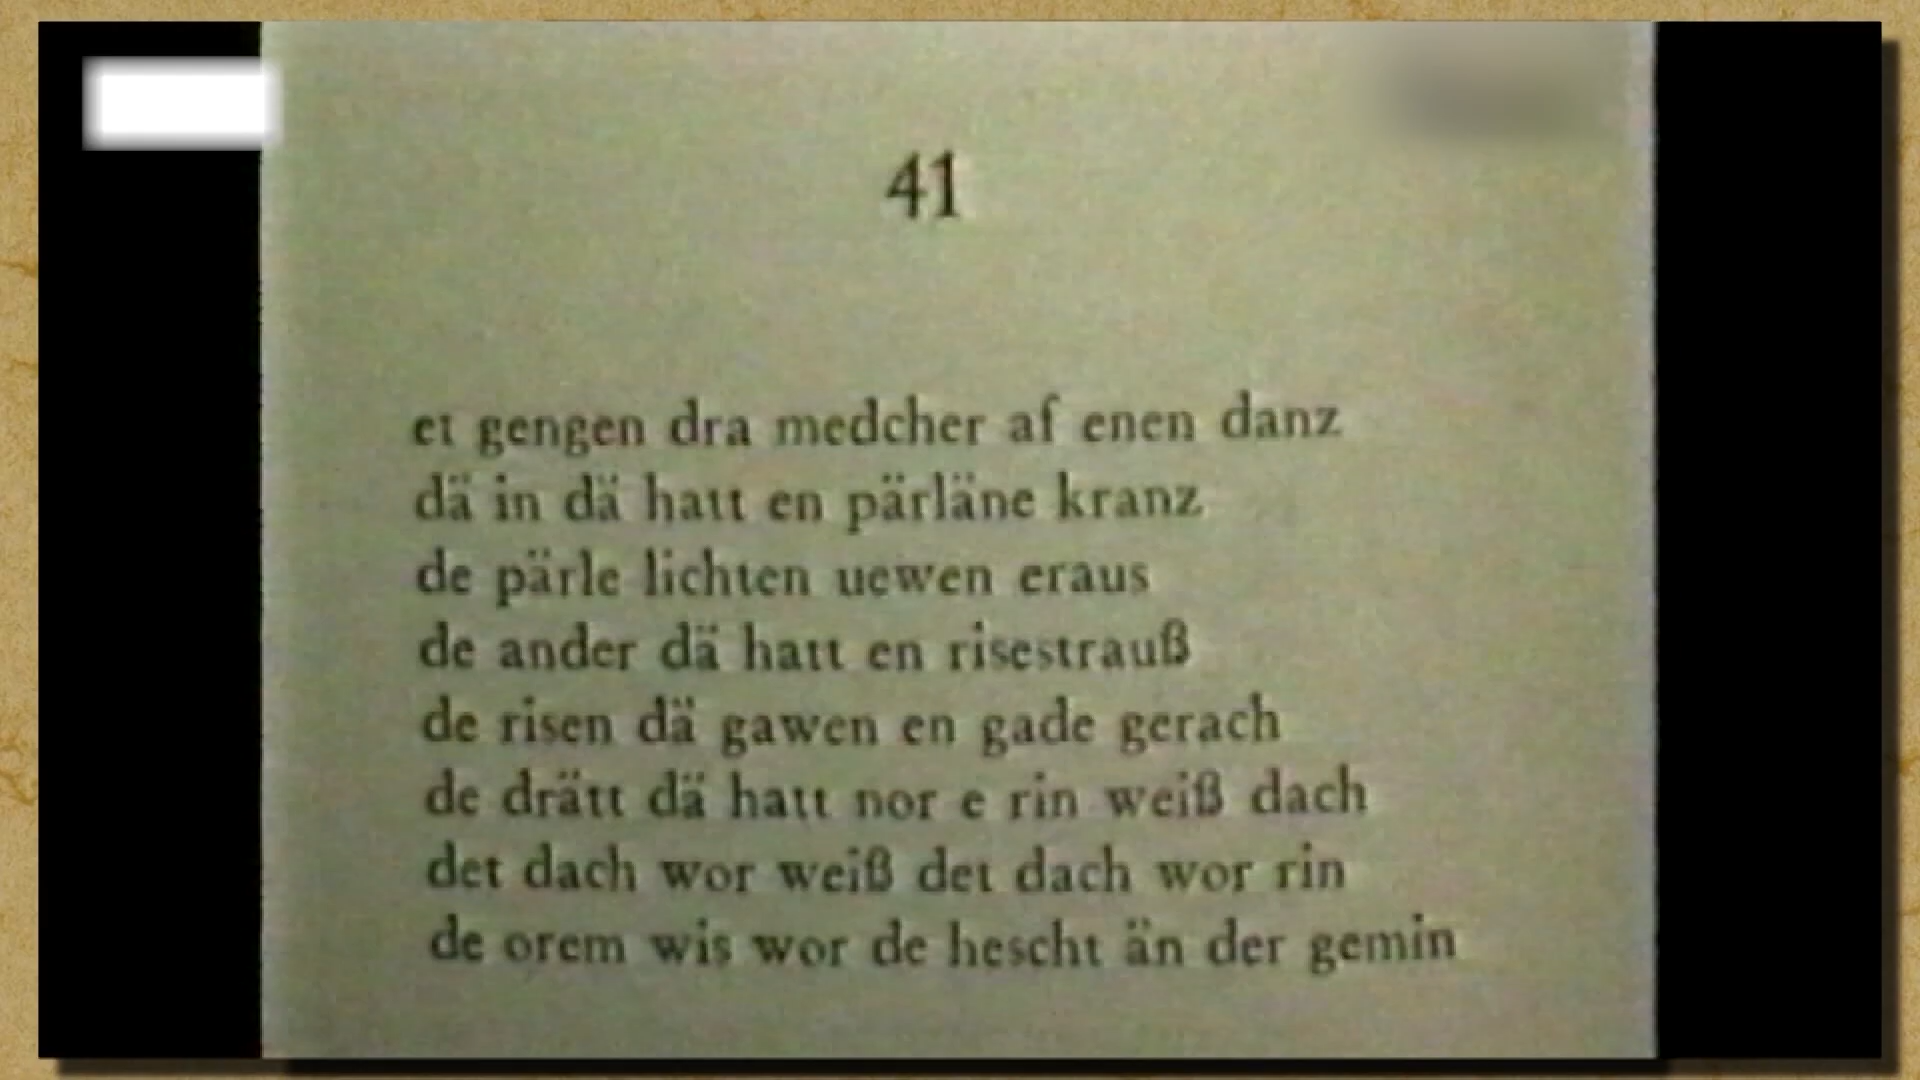 41
et gengen dra medcher af enen danz
dä in dä hatt en pärläne kranz
de pärle lichten uewen eraus
de ander dä hatt en risestrauß
de risen dä gawen en gade gerach
de drätt dä hatt nor e rin weiß dach
det dach wor weiß det dach wor rin
de orem wis wor de hescht än der gemin